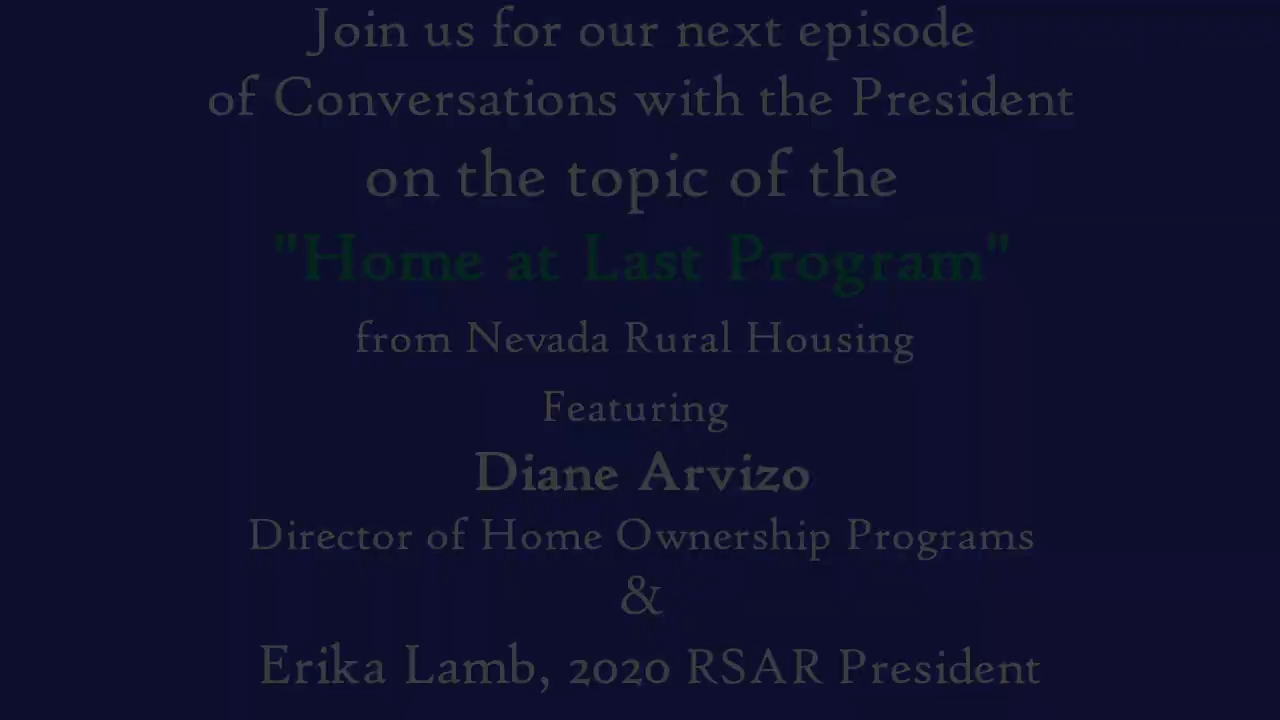 Join us for our next episode
of Conversations with the President
on the topic of the
"Home at Last Program"
from Nevada Rural Housing
Featuring
Diane Arvizo
Director of Home Ownership Programs
&
Erika Lamb, 2020 RSAR President